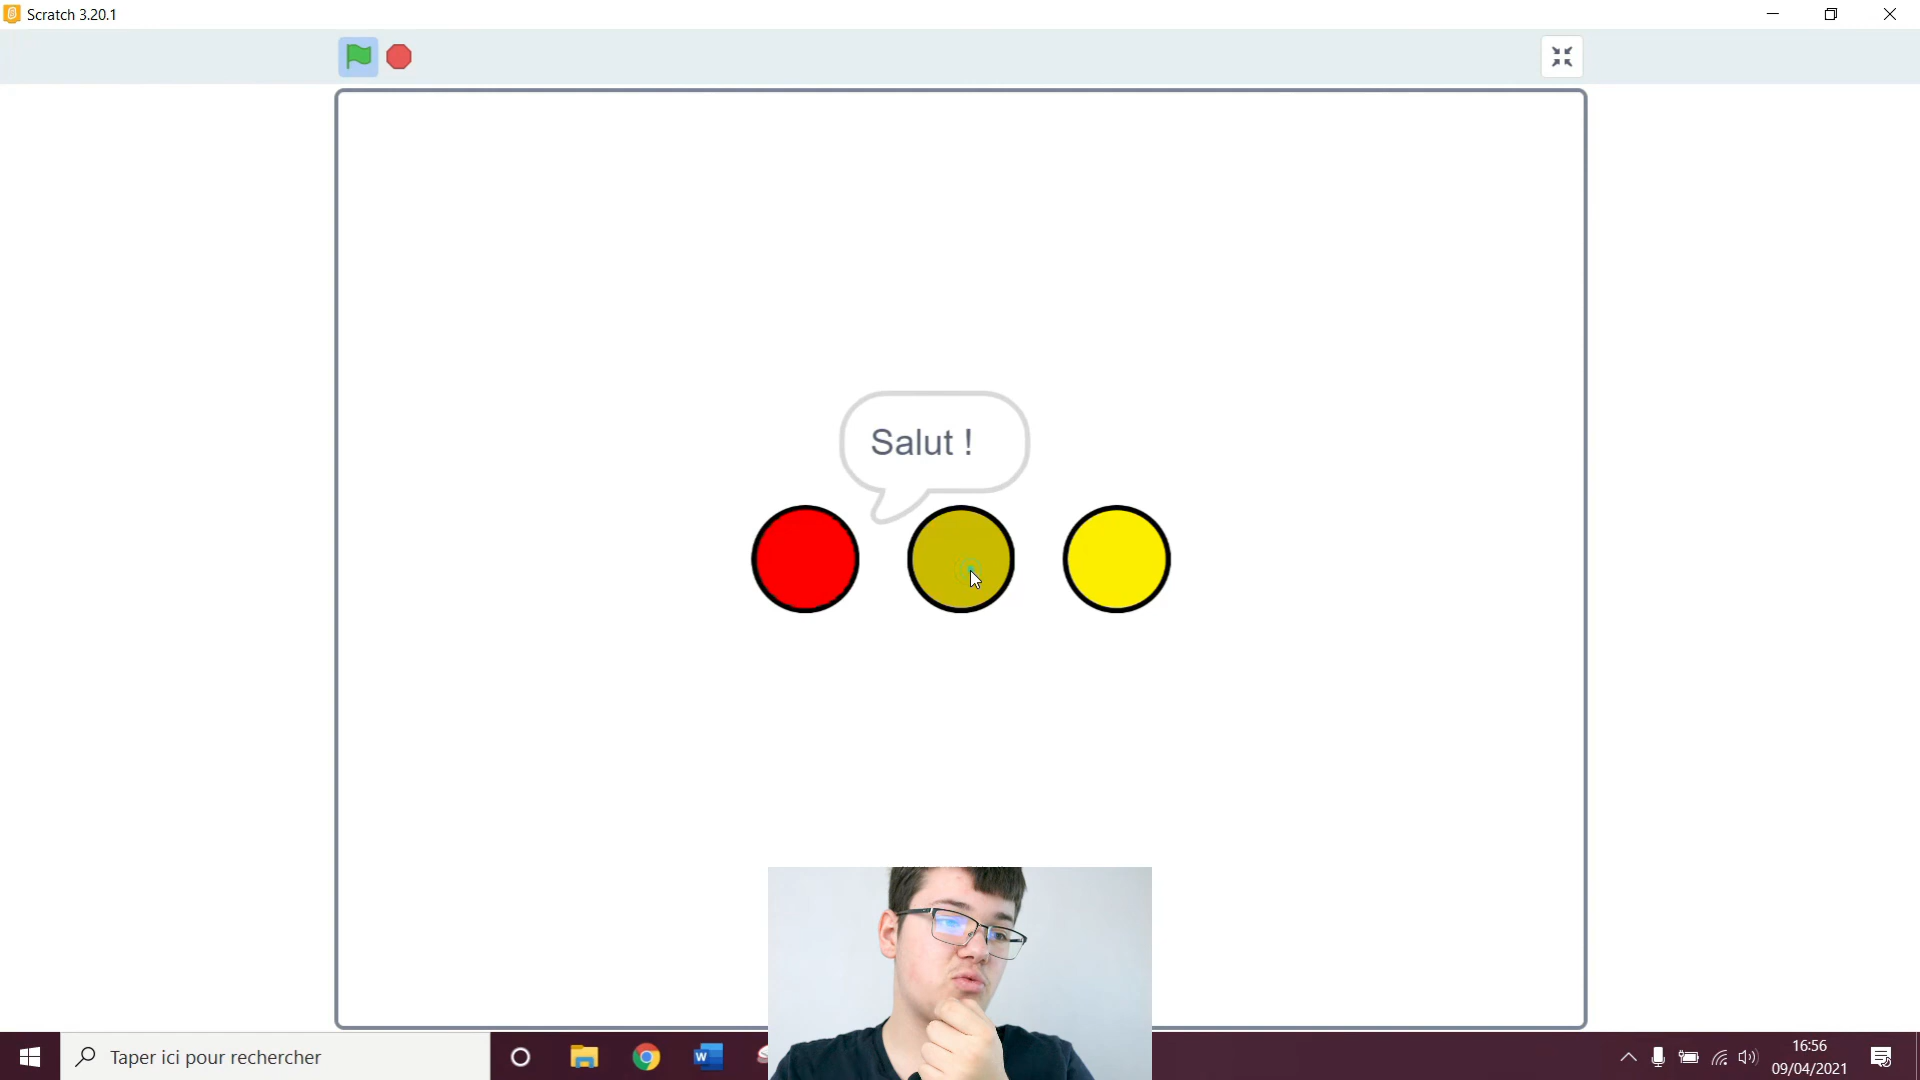 Scratch 3.20.1
Salut !
Taper ici pour rechercher
16:56
09/04/2021